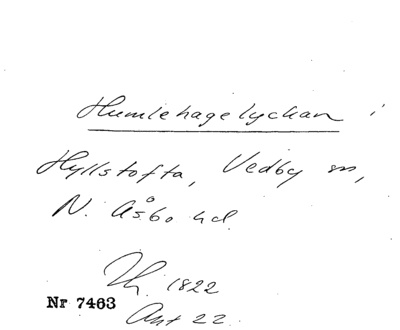 Humlehagelyckan i
Hyllstofta, Vedby sn,
N. Åsbo hd.
1822
Nr 7463
Akt 22.